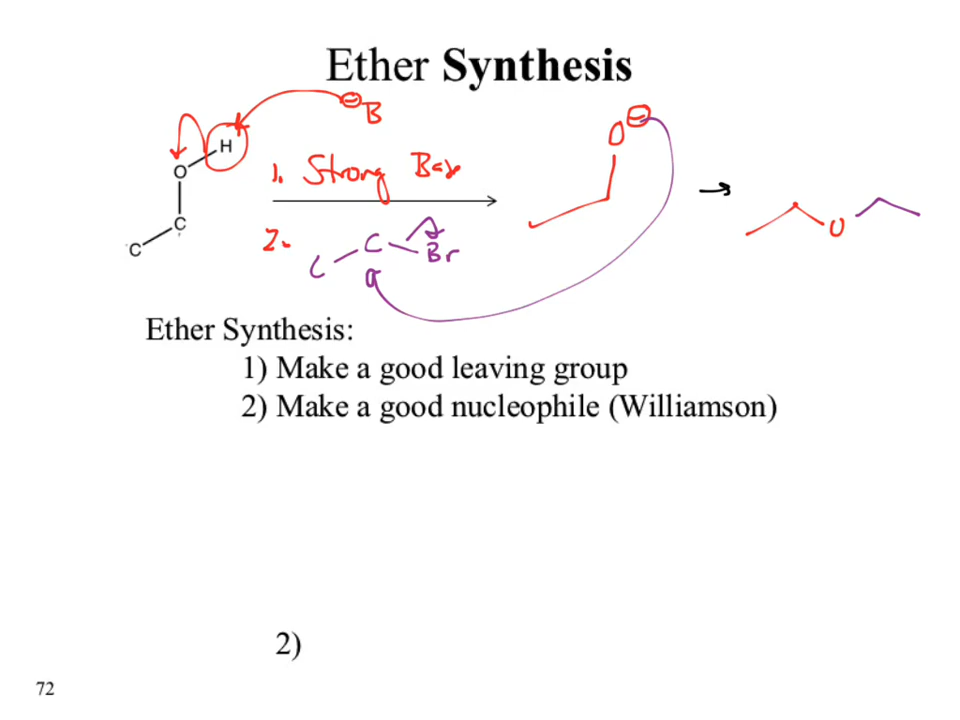 Ether Synthesis
⊖B
H
O
1. Strong Base
C
C
2. C C Br
O⊖
→
O
Ether Synthesis:
1) Make a good leaving group
2) Make a good nucleophile (Williamson)
2)
72